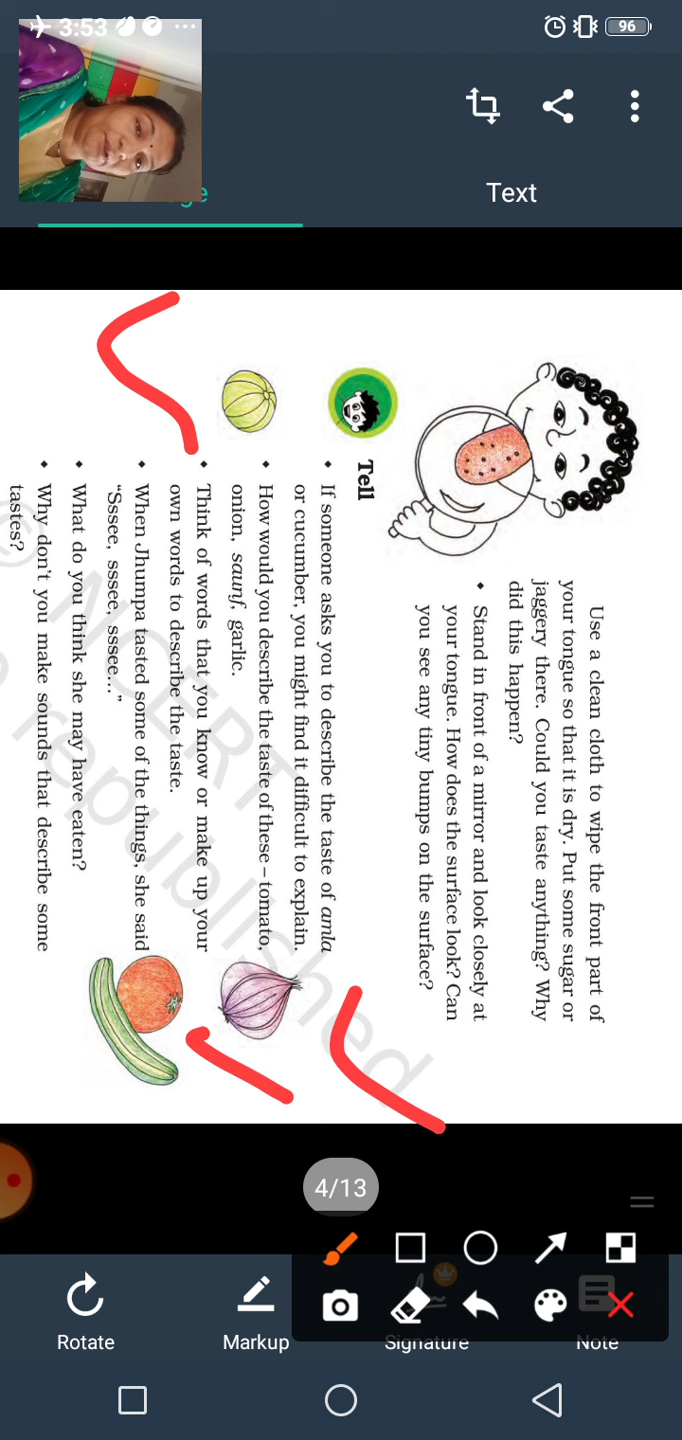 3:53
96
ge
Text
Use a clean cloth to wipe the front part of
your tongue so that it is dry. Put some sugar or
jaggery there. Could you taste anything? Why
did this happen?
• Stand in front of a mirror and look closely at
your tongue. How does the surface look? Can
you see any tiny bumps on the surface?
Tell
• If someone asks you to describe the taste of amla
or cucumber, you might find it difficult to explain.
• How would you describe the taste of these – tomato,
onion, saunf, garlic.
• Think of words that you know or make up your
own words to describe the taste.
• When Jhumpa tasted some of the things, she said
“Sssee, sssee, sssee...”
• What do you think she may have eaten?
• Why don't you make sounds that describe some
tastes?
© NCERT
republished
4/13
Rotate
Markup
Signature
Note